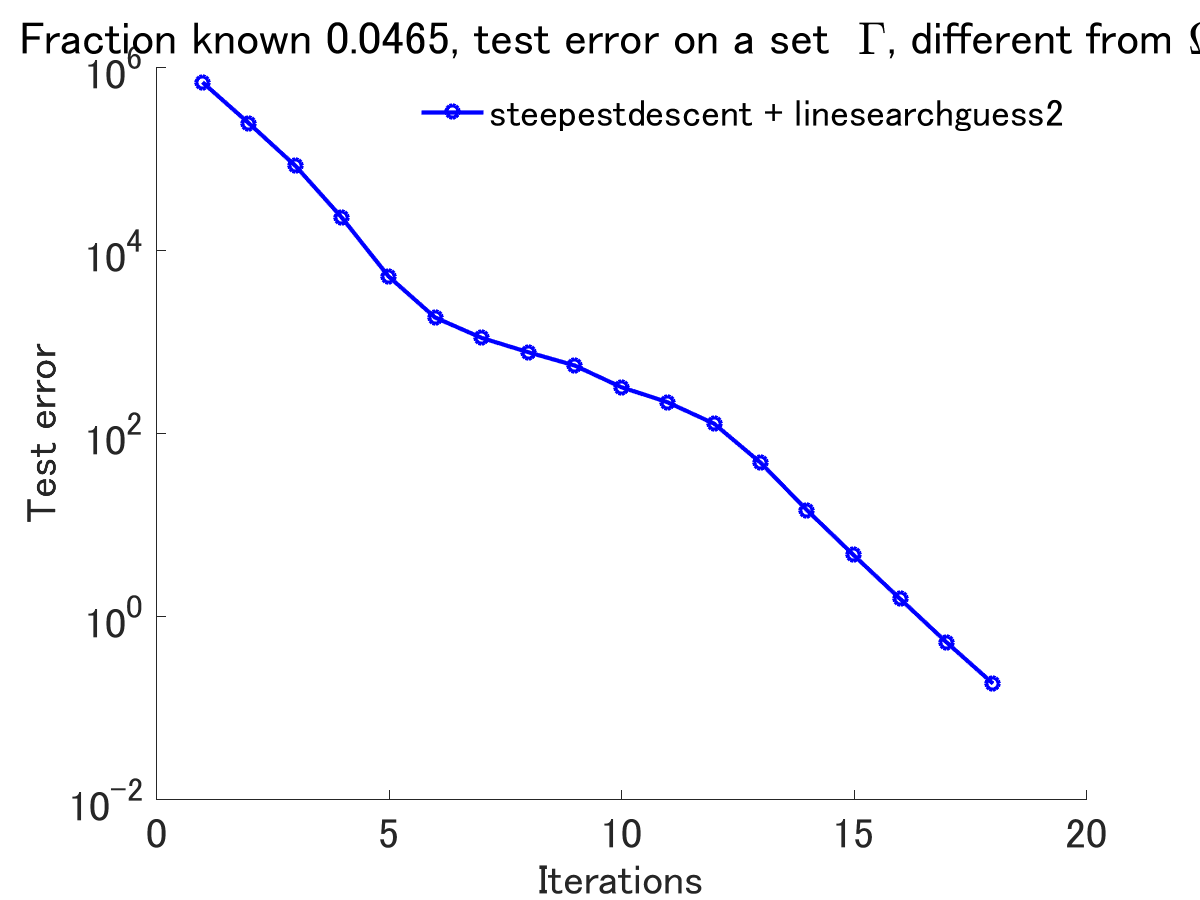 Fraction known 0.0465, test error on a set Γ, different from Ω
10^6
steepestdescent + linesearchguess2
10^4
10^2
10^0
10^-2
Test error
0 5 10 15 20
Iterations